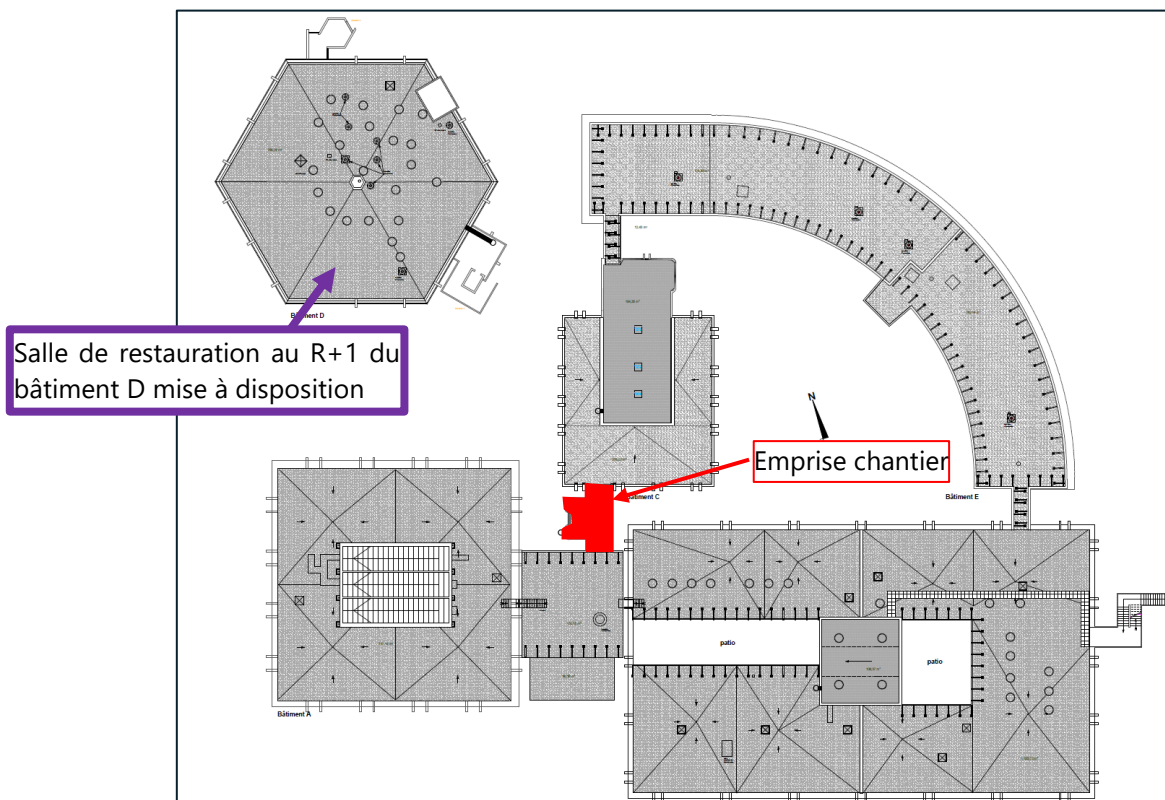 Bâtiment D
Salle de restauration au R+1 du
bâtiment D mise à disposition
N
Emprise chantier
Bâtiment C
Bâtiment E
patio
patio
Bâtiment A